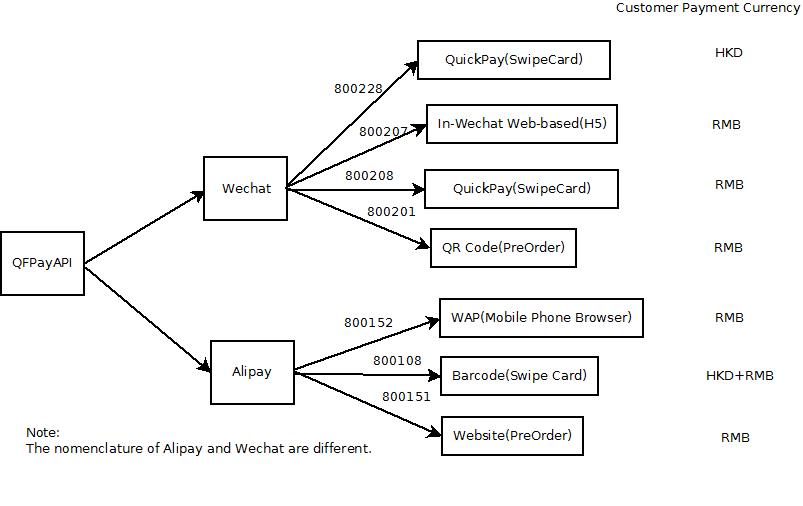 Customer Payment Currency
QuickPay(SwipeCard)
HKD
800228
In-Wechat Web-based(H5)
RMB
800207
Wechat
800208
QuickPay(SwipeCard)
RMB
800201
QR Code(PreOrder)
RMB
QFPayAPI
800152
WAP(Mobile Phone Browser)
RMB
Alipay
800108
Barcode(Swipe Card)
HKD+RMB
800151
Website(PreOrder)
RMB
Note:
The nomenclature of Alipay and Wechat are different.